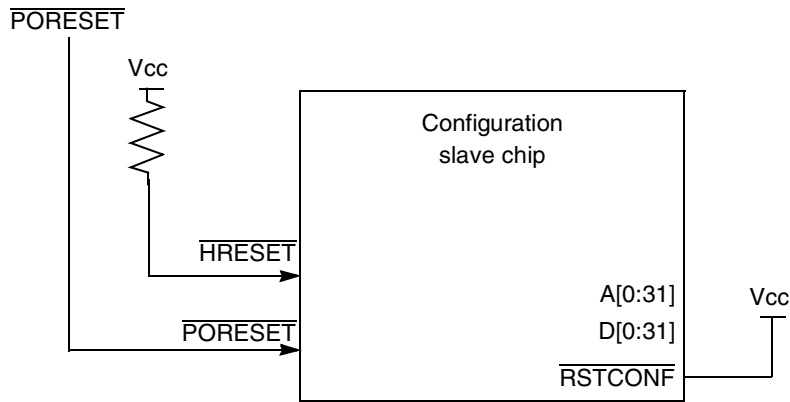 PORESET
Vcc
Configuration
slave chip
HRESET
A[0:31]
Vcc
PORESET
D[0:31]
RSTCONF